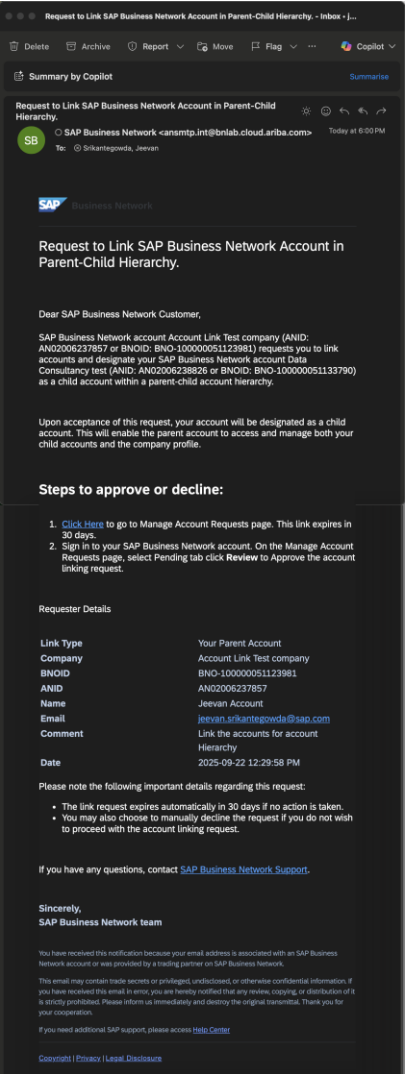 Request to Link SAP Business Network Account in Parent-Child Hierarchy. - Inbox • j...
Delete Archive Report Move Flag ... Copilot
Summary by Copilot Summarise
Request to Link SAP Business Network Account in Parent-Child
Hierarchy.
SB
SAP Business Network <ansmtp.int@bnlab.cloud.ariba.com> Today at 6:00 PM
To: Srikantegowda, Jeevan
SAP Business Network
Request to Link SAP Business Network Account in
Parent-Child Hierarchy.
Dear SAP Business Network Customer,
SAP Business Network account Account Link Test company (ANID:
AN02006237857 or BNOID: BNO-100000051123981) requests you to link
accounts and designate your SAP Business Network account Data
Consultancy test (ANID: AN02006238826 or BNOID: BNO-100000051133790)
as a child account within a parent-child account hierarchy.
Upon acceptance of this request, your account will be designated as a child
account. This will enable the parent account to access and manage both your
child accounts and the company profile.
Steps to approve or decline:
1. Click Here to go to Manage Account Requests page. This link expires in
30 days.
2. Sign in to your SAP Business Network account. On the Manage Account
Requests page, select Pending tab click Review to Approve the account
linking request.
Requester Details
Link Type Your Parent Account
Company Account Link Test company
BNOID BNO-100000051123981
ANID AN02006237857
Name Jeevan Account
Email jeevan.srikantegowda@sap.com
Comment Link the accounts for account
Hierarchy
Date 2025-09-22 12:29:58 PM
Please note the following important details regarding this request:
• The link request expires automatically in 30 days if no action is taken.
• You may also choose to manually decline the request if you do not wish
to proceed with the account linking request.
If you have any questions, contact SAP Business Network Support.
Sincerely,
SAP Business Network team
You have received this notification because your email address is associated with an SAP Business
Network account or was provided by a trading partner on SAP Business Network.
This email may contain trade secrets or privileged, undisclosed, or otherwise confidential information. If
you have received this email in error, you are hereby notified that any review, copying, or distribution of it
is strictly prohibited. Please inform us immediately and destroy the original transmittal. Thank you for
your cooperation.
If you need additional SAP support, please access Help Center
Copyright | Privacy | Legal Disclosure